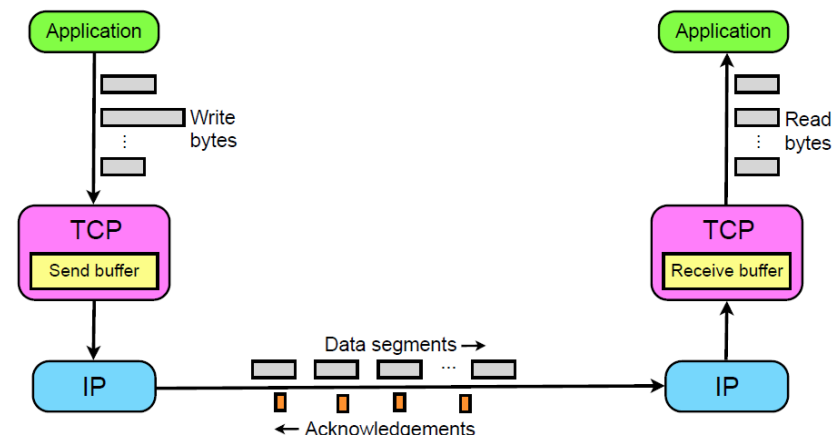 Application
Application
Write
bytes
⋮
Read
bytes
⋮
TCP
Send buffer
TCP
Receive buffer
Data segments →
...
IP
IP
← Acknowledgements